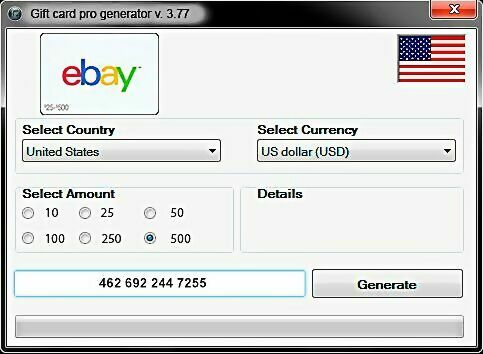 Gift card pro generator v. 3.77
ebay
$25-$500
Select Country
Select Currency
United States
US dollar (USD)
Select Amount
Details
10 25 50
100 250 500
462 692 244 7255
Generate